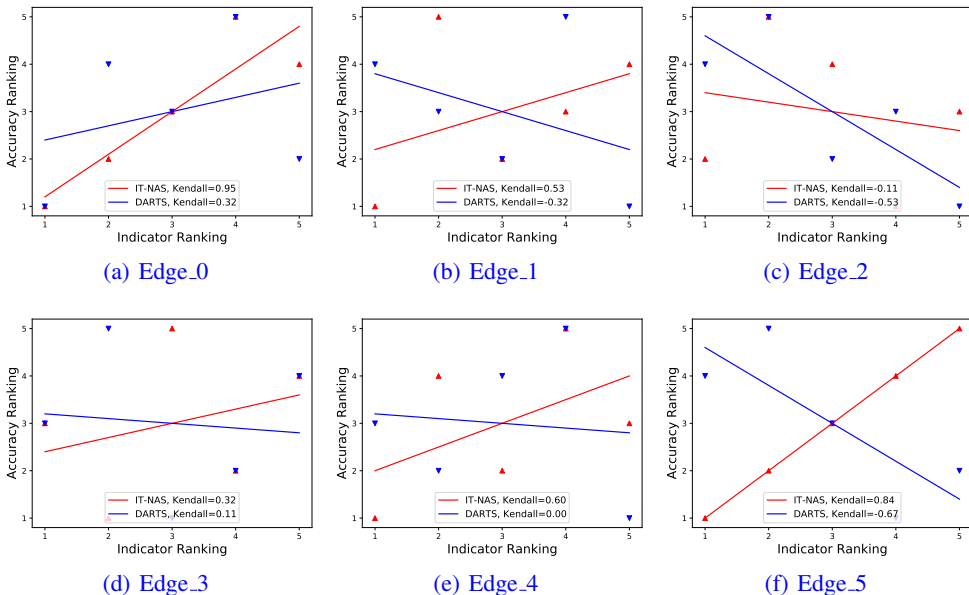 5
4
3
2
1
Accuracy Ranking
IT-NAS, Kendall=0.95
DARTS, Kendall=0.32
1 2 3 4 5
Indicator Ranking
(a) Edge_0
5
4
3
2
1
Accuracy Ranking
IT-NAS, Kendall=0.53
DARTS, Kendall=-0.32
1 2 3 4 5
Indicator Ranking
(b) Edge_1
5
4
3
2
1
Accuracy Ranking
IT-NAS, Kendall=-0.11
DARTS, Kendall=-0.53
1 2 3 4 5
Indicator Ranking
(c) Edge_2
5
4
3
2
1
Accuracy Ranking
IT-NAS, Kendall=0.32
DARTS, Kendall=0.11
1 2 3 4 5
Indicator Ranking
(d) Edge_3
5
4
3
2
1
Accuracy Ranking
IT-NAS, Kendall=0.60
DARTS, Kendall=0.00
1 2 3 4 5
Indicator Ranking
(e) Edge_4
5
4
3
2
1
Accuracy Ranking
IT-NAS, Kendall=0.84
DARTS, Kendall=-0.67
1 2 3 4 5
Indicator Ranking
(f) Edge_5